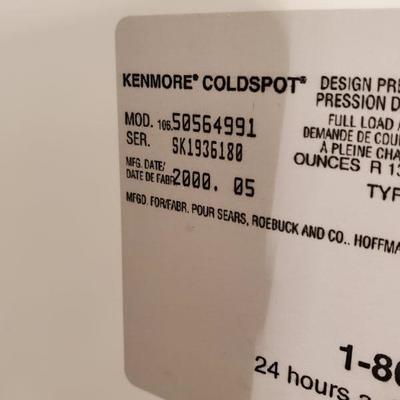 KENMORE® COLDSPOT®
MOD. 106.50564991
SER. SK1936180
MFG. DATE/
DATE DE FABR. 2000. 05
MFGD. FOR/FABR. POUR SEARS, ROEBUCK AND CO., HOFFMA
DESIGN PRE
PRESSION D
FULL LOAD
DEMANDE DE COU
À PLEINE CHA
OUNCES R 13
TYP
1-80
24 hours a